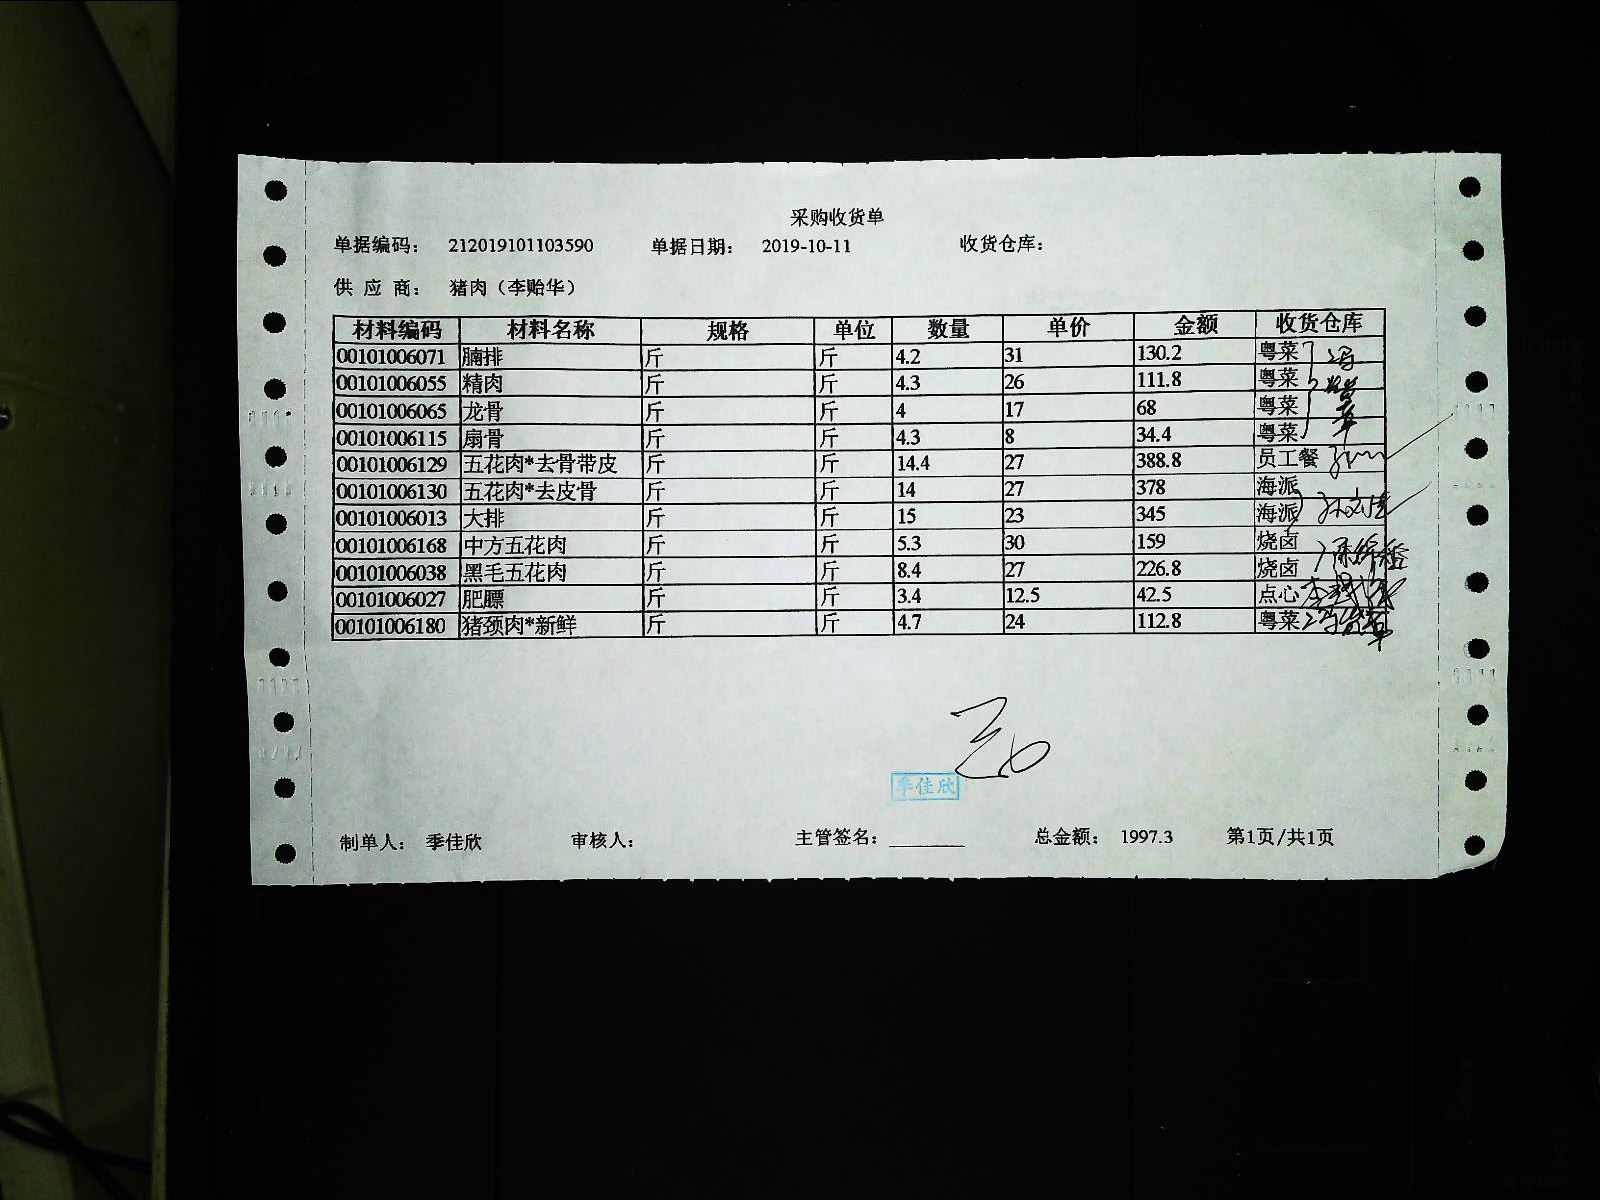 采购收货单
单据编码: 212019101103590 单据日期: 2019-10-11 收货仓库:
供 应 商: 猪肉（李贻华）
材料编码 材料名称 规格 单位 数量 单价 金额 收货仓库
00101006071 腩排 斤 斤 4.2 31 130.2 粤菜
00101006055 精肉 斤 斤 4.3 26 111.8 粤菜
00101006065 龙骨 斤 斤 4 17 68 粤菜
00101006115 扇骨 斤 斤 4.3 8 34.4 粤菜
00101006129 五花肉*去骨带皮 斤 斤 14.4 27 388.8 员工餐
00101006130 五花肉*去皮骨 斤 斤 14 27 378 海派
00101006013 大排 斤 斤 15 23 345 海派
00101006168 中方五花肉 斤 斤 5.3 30 159 烧卤
00101006038 黑毛五花肉 斤 斤 8.4 27 226.8 烧卤
00101006027 肥膘 斤 斤 3.4 12.5 42.5 点心
00101006180 猪颈肉*新鲜 斤 斤 4.7 24 112.8 粤菜
季佳欣
制单人: 季佳欣 审核人: 主管签名: 总金额: 1997.3 第1页/共1页